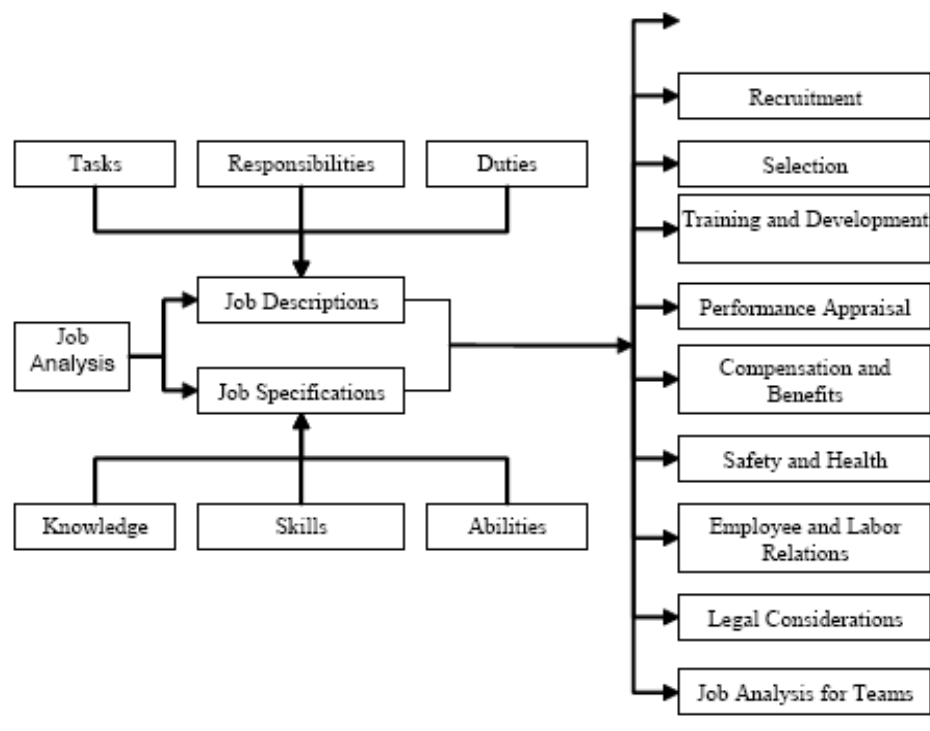 Recruitment
Tasks
Responsibilities
Duties
Selection
Training and Development
Job Descriptions
Performance Appraisal
Job
Analysis
Job Specifications
Compensation and
Benefits
Safety and Health
Knowledge
Skills
Abilities
Employee and Labor
Relations
Legal Considerations
Job Analysis for Teams